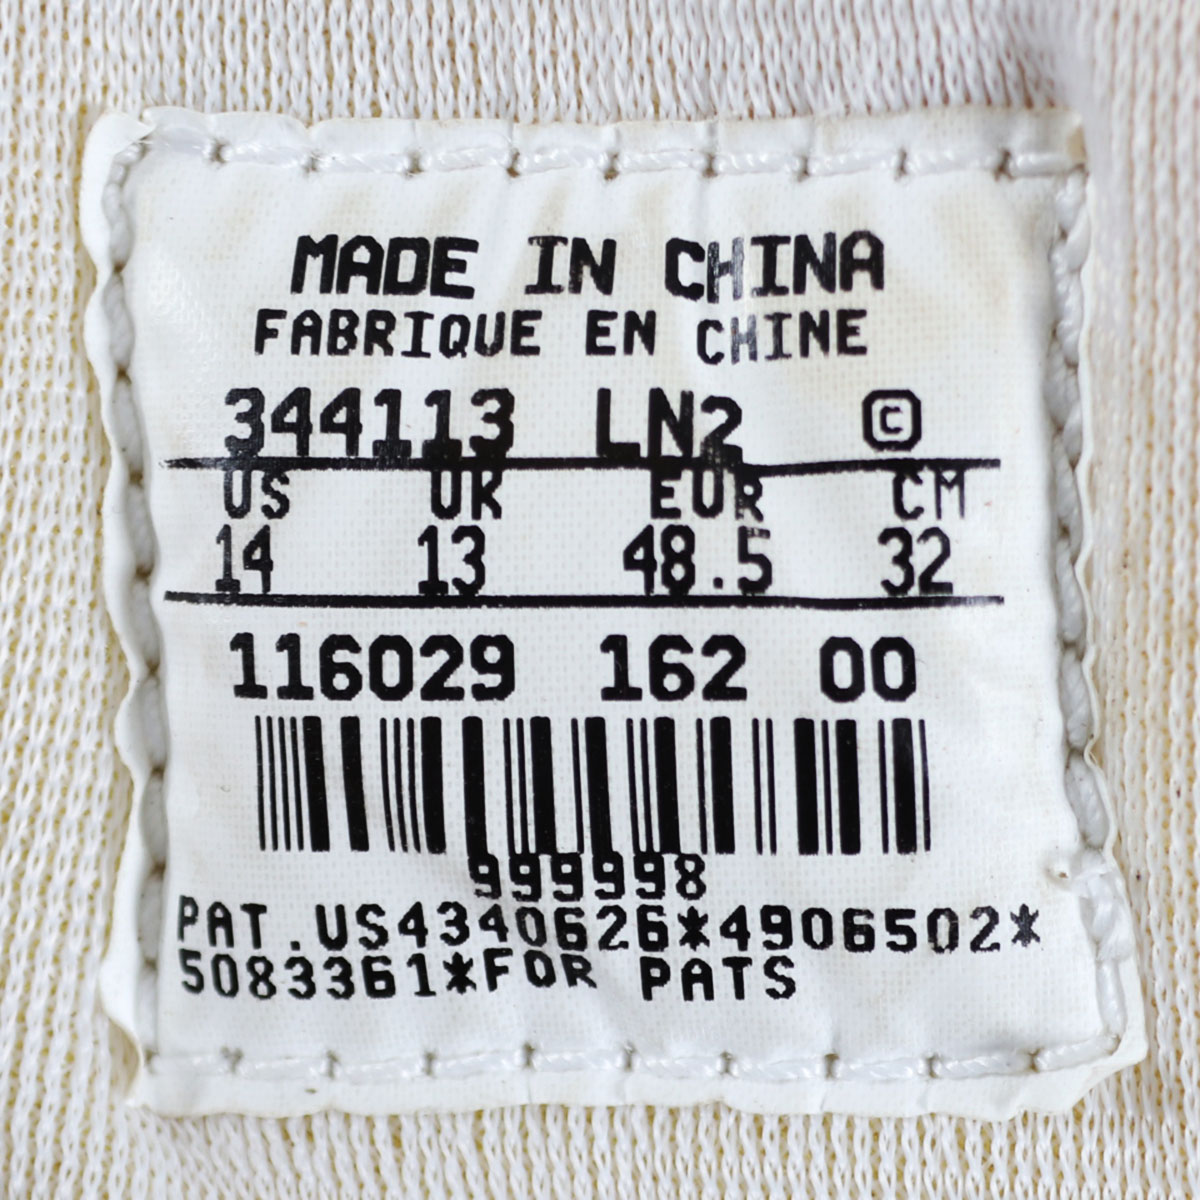 MADE IN CHINA
FABRIQUE EN CHINE
344113 LN2 ©
US UK EUR CM
14 13 48.5 32
116029 162 00
999998
PAT.US4340626*4906502*
5083361*FOR PATS